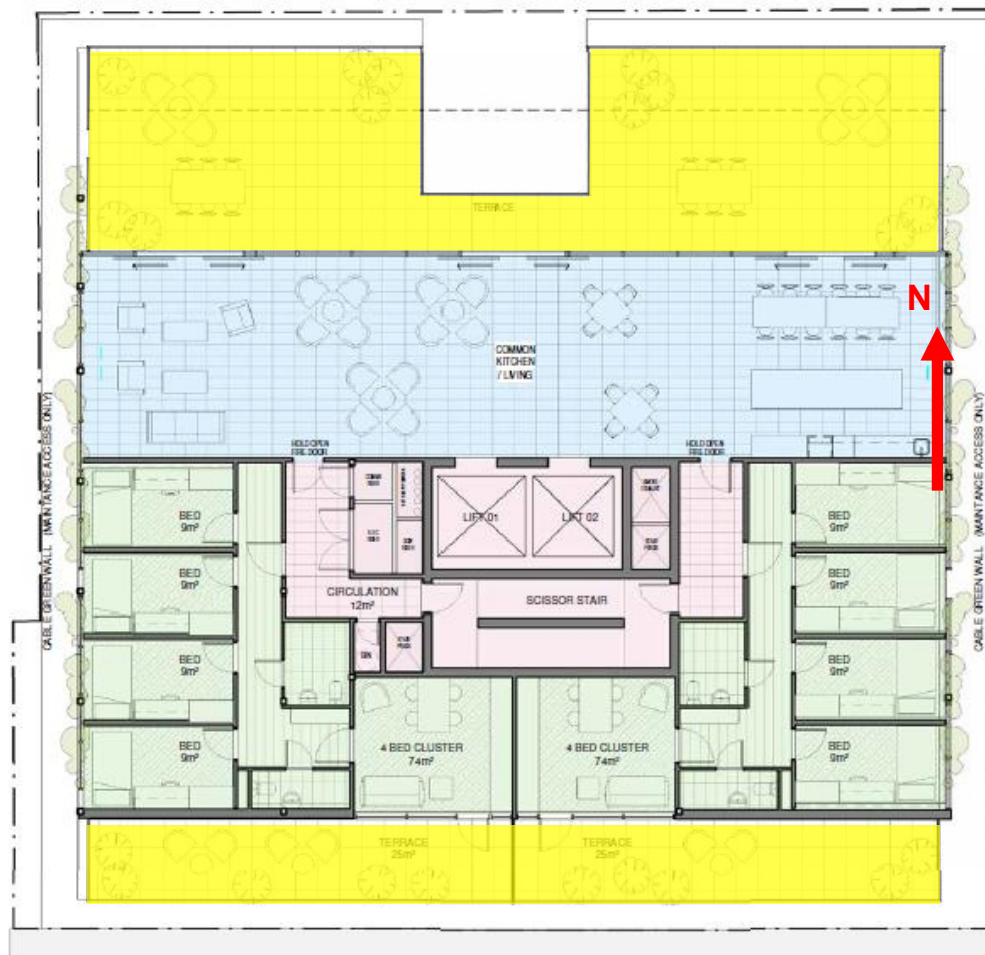 TERRACE
N
COMMON
KITCHEN
/ LIVING
CABLE GREEN WALL (MAINTANCE ACCESS ONLY)
CABLE GREEN WALL (MAINTANCE ACCESS ONLY)
HOLD OPEN
FIRE DOOR
HOLD OPEN
FIRE DOOR
BED
9m²
LIFT 01
LIFT 02
BED
9m²
BED
9m²
CIRCULATION
12m²
SCISSOR STAIR
BED
9m²
BED
9m²
BED
9m²
BED
9m²
4 BED CLUSTER
74m²
4 BED CLUSTER
74m²
BED
9m²
TERRACE
25m²
TERRACE
25m²